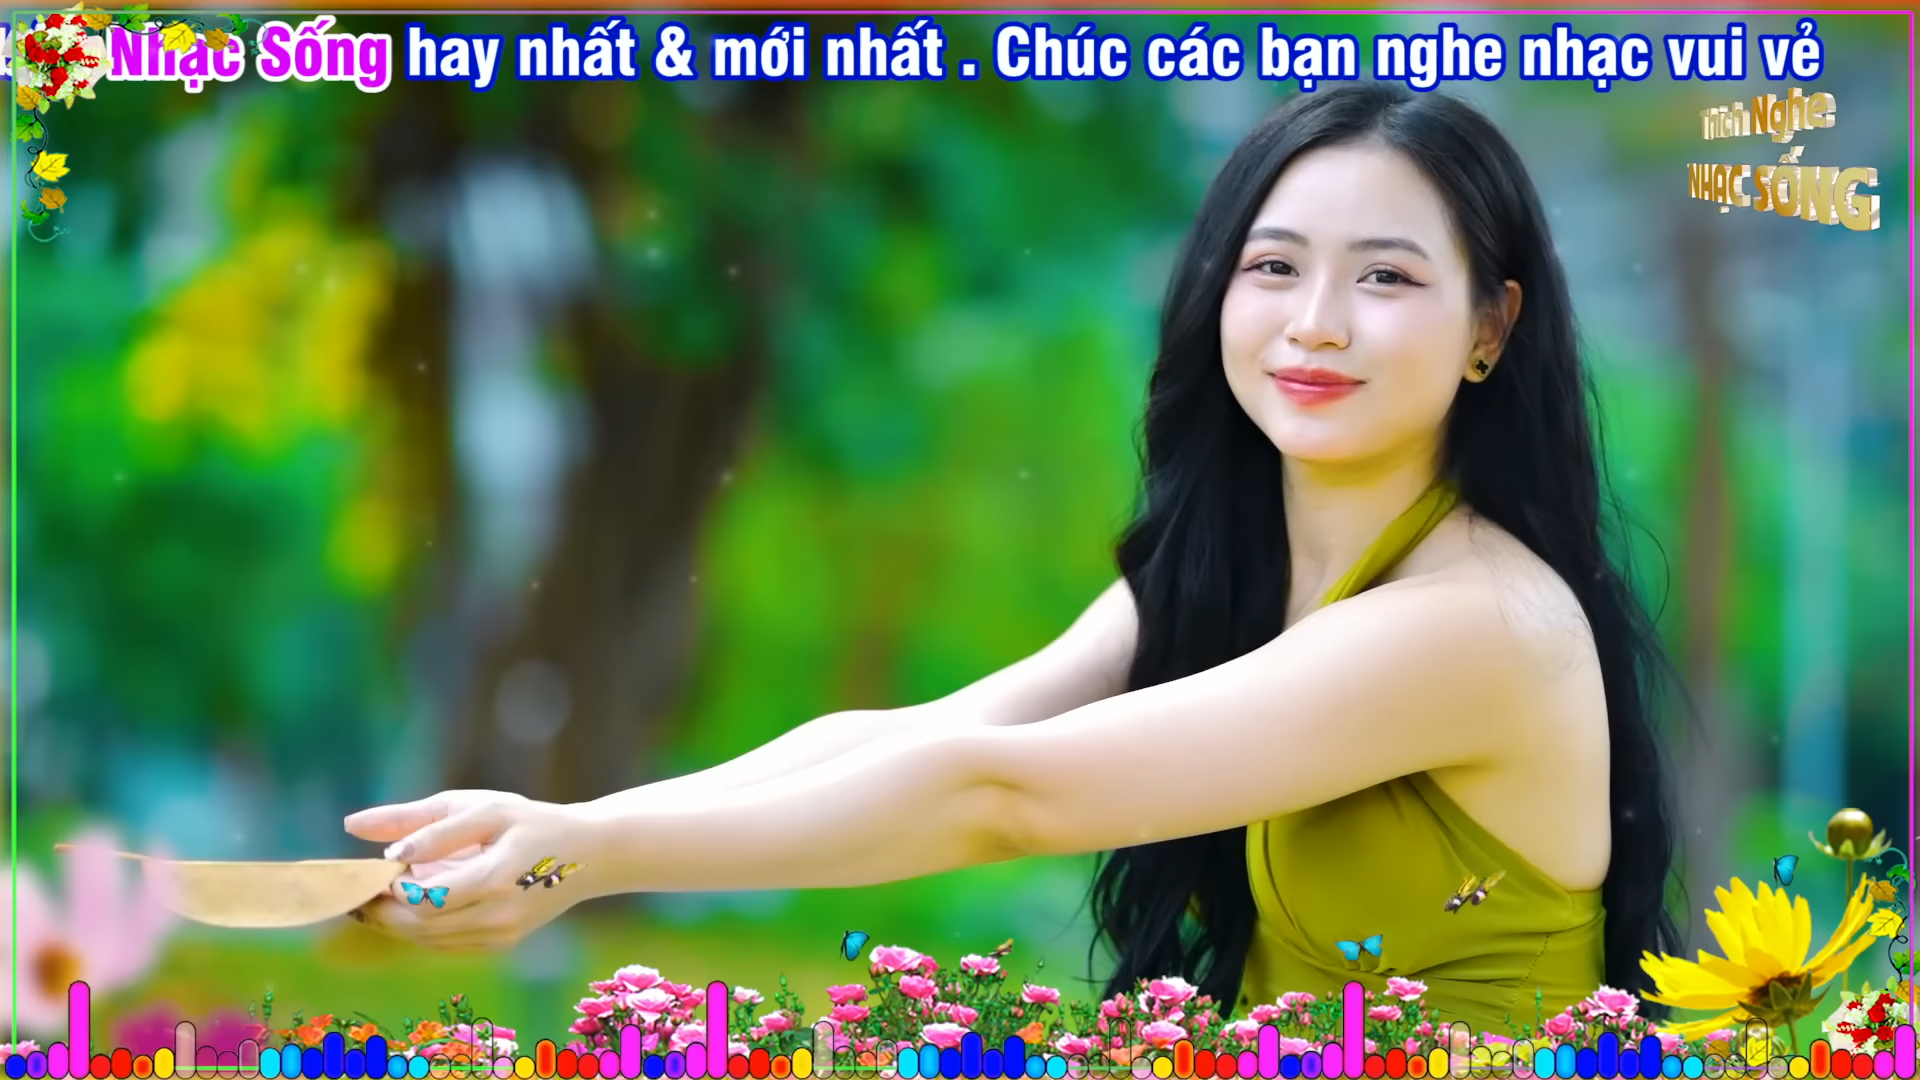 Nhạc Sống hay nhất & mới nhất . Chúc các bạn nghe nhạc vui vẻ
Thích Nghe
NHẠC SỐNG